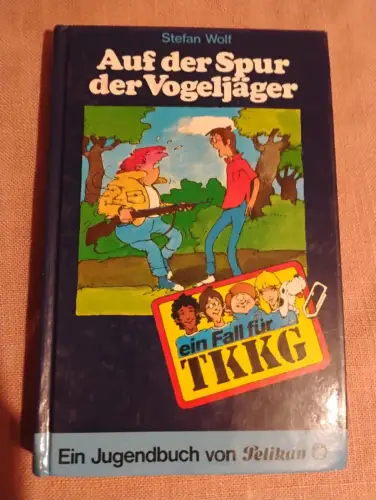 Stefan Wolf
Auf der Spur
der Vogeljäger
ein Fall für
TKKG
Ein Jugendbuch von Pelikan